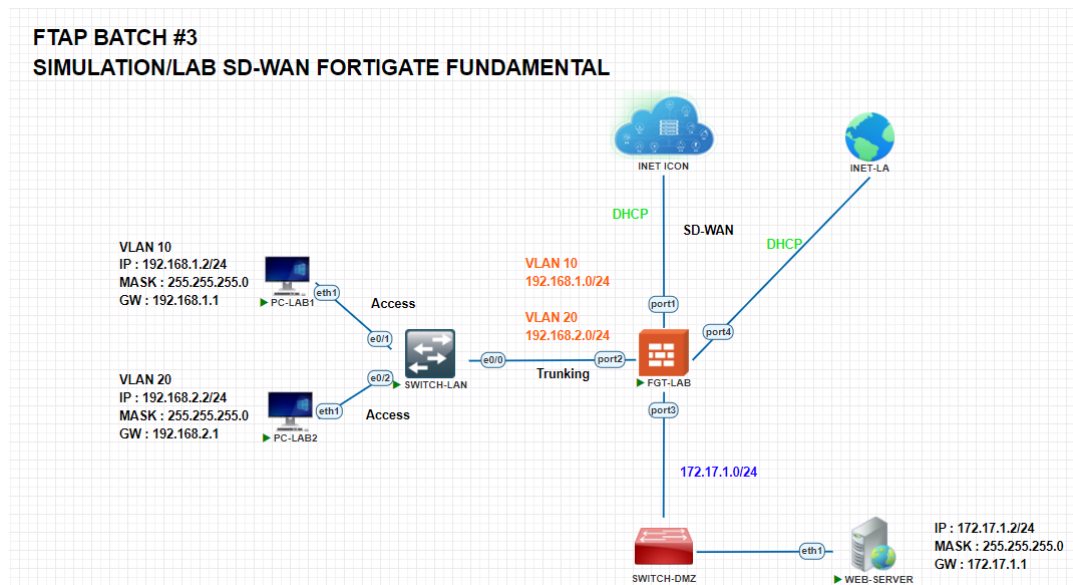 FTAP BATCH #3
SIMULATION/LAB SD-WAN FORTIGATE FUNDAMENTAL
INET ICON
INET-LA
DHCP
SD-WAN
DHCP
VLAN 10
IP : 192.168.1.2/24
MASK : 255.255.255.0
GW : 192.168.1.1
PC-LAB1
eth1
Access
e0/1
VLAN 10
192.168.1.0/24
VLAN 20
192.168.2.0/24
port1
port4
e0/0
port2
Trunking
SWITCH-LAN
FGT-LAB
VLAN 20
IP : 192.168.2.2/24
MASK : 255.255.255.0
GW : 192.168.2.1
e0/2
eth1
Access
PC-LAB2
port3
172.17.1.0/24
SWITCH-DMZ
eth1
WEB-SERVER
IP : 172.17.1.2/24
MASK : 255.255.255.0
GW : 172.17.1.1